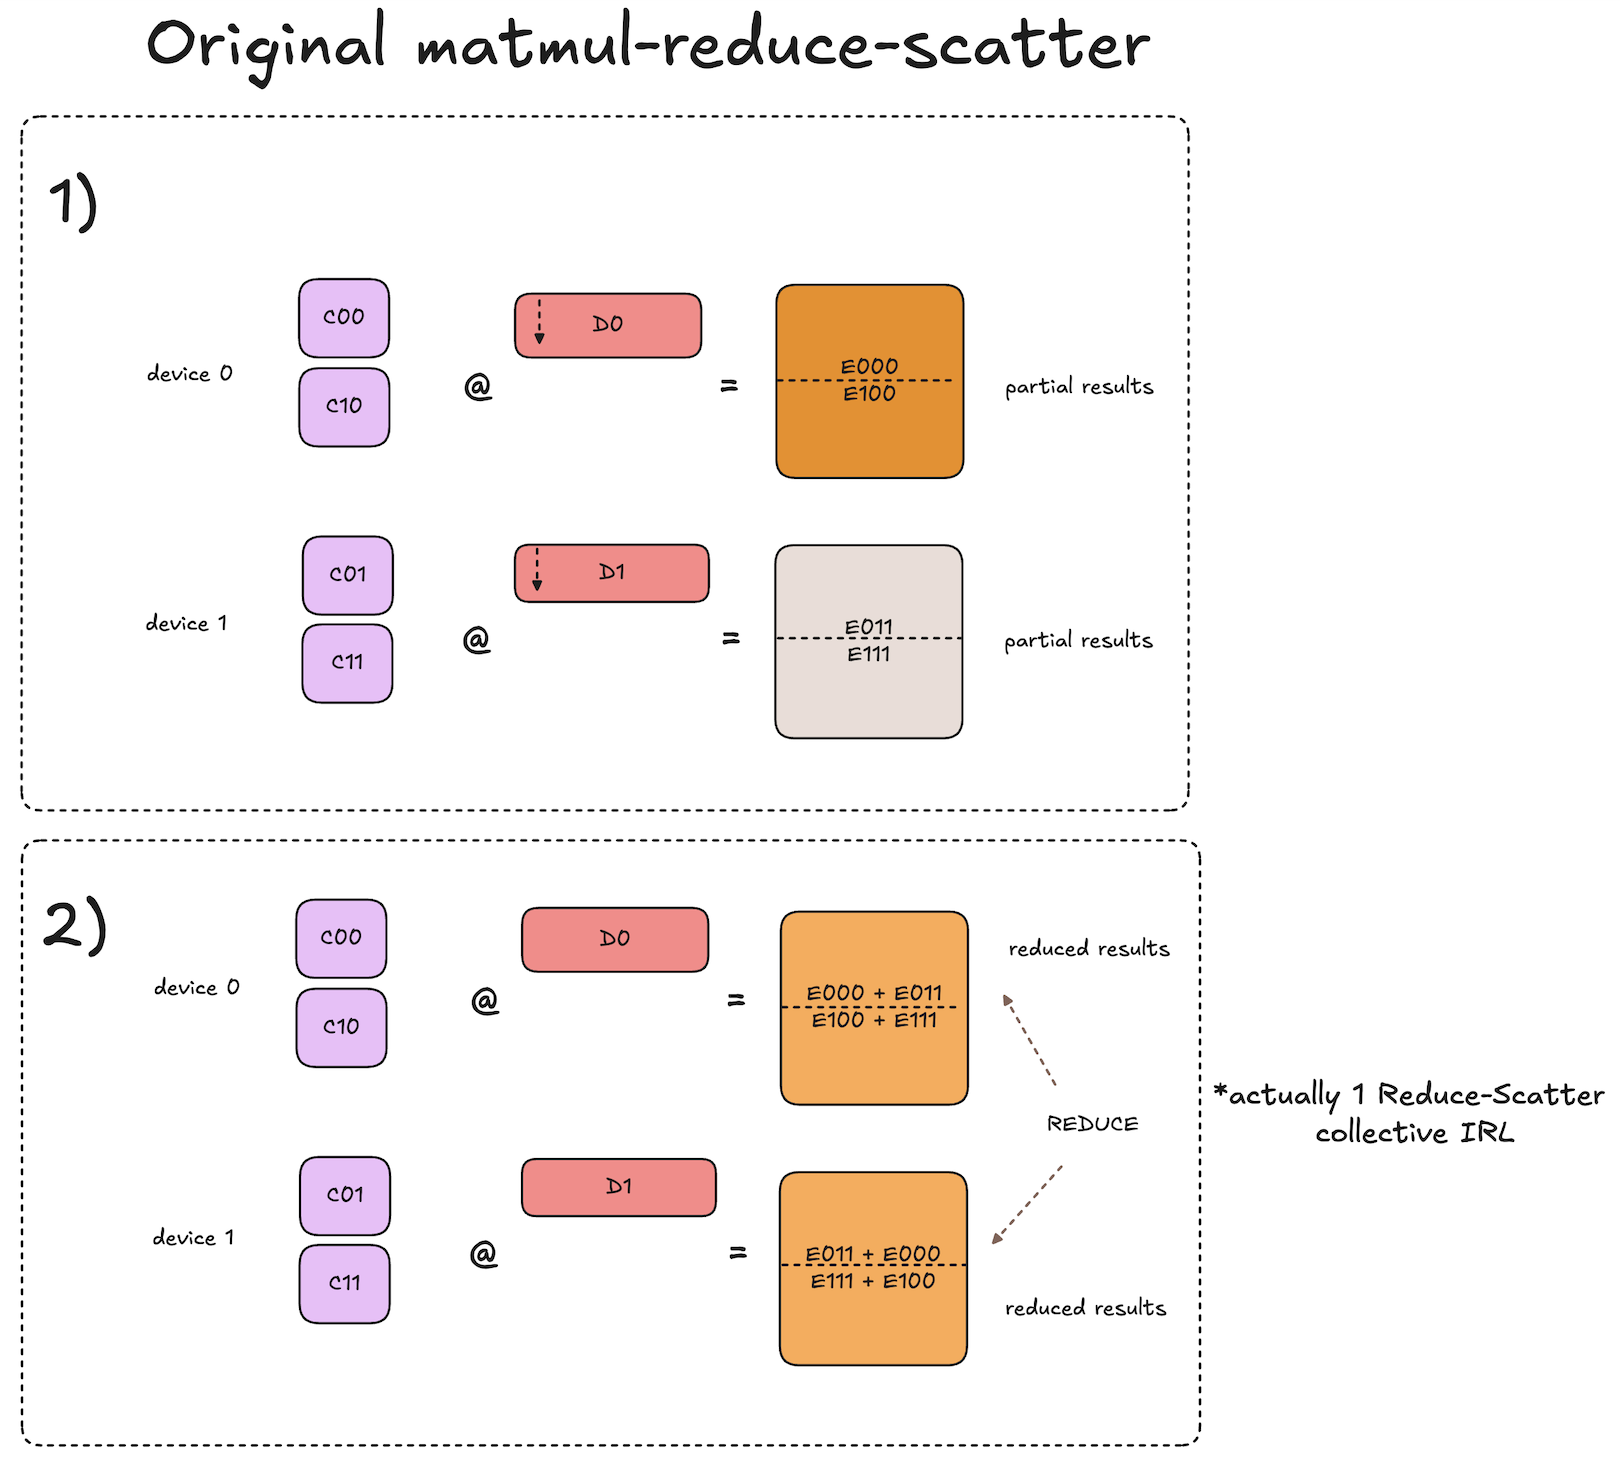 Original matmul-reduce-scatter
1)
C00
D0
device 0
C10
@
=
E000
E100
partial results
C01
D1
device 1
C11
@
=
E011
E111
partial results
2)
C00
D0
reduced results
device 0
C10
@
=
E000 + E011
E100 + E111
REDUCE
*actually 1 Reduce-Scatter
collective IRL
C01
D1
device 1
C11
@
=
E011 + E000
E111 + E100
reduced results